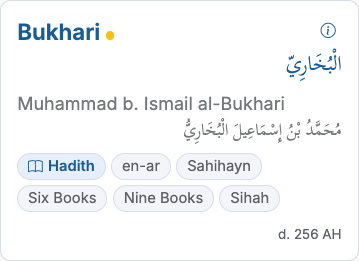 Bukhari
الْبُخَارِيّ
Muhammad b. Ismail al-Bukhari
مُحَمَّدُ بْنُ إِسْمَاعِيلَ الْبُخَارِيُّ
Hadith en-ar Sahihayn
Six Books Nine Books Sihah
d. 256 AH